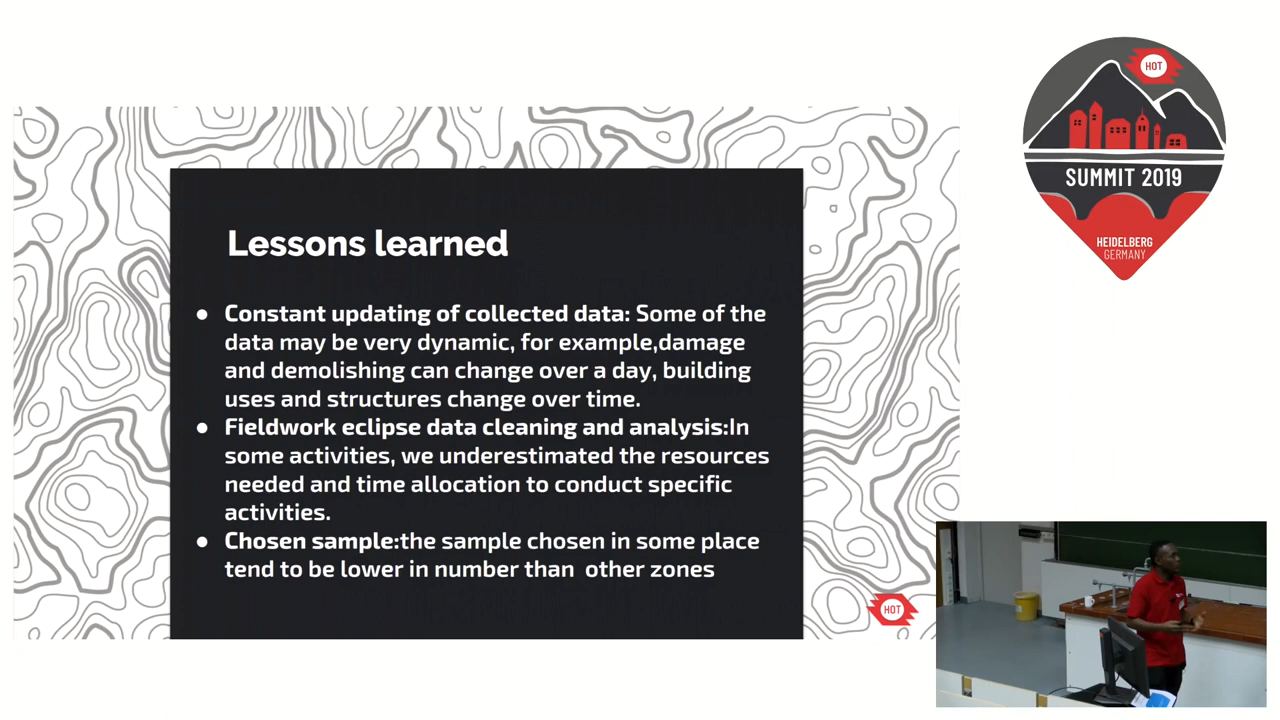 HOT
SUMMIT 2019
HEIDELBERG
GERMANY
Lessons learned
● Constant updating of collected data: Some of the
data may be very dynamic, for example,damage
and demolishing can change over a day, building
uses and structures change over time.
● Fieldwork eclipse data cleaning and analysis:In
some activities, we underestimated the resources
needed and time allocation to conduct specific
activities.
● Chosen sample:the sample chosen in some place
tend to be lower in number than  other zones
HOT